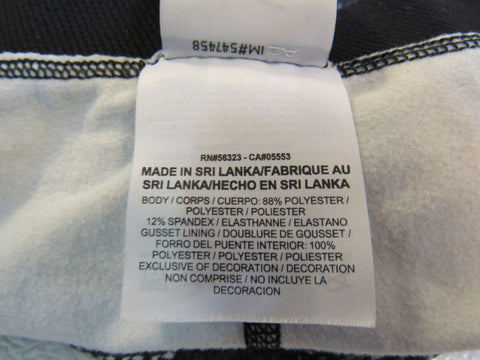 IM#547458
RN#56323 - CA#05553
MADE IN SRI LANKA/FABRIQUE AU
SRI LANKA/HECHO EN SRI LANKA
BODY / CORPS / CUERPO: 88% POLYESTER /
POLYESTER / POLIESTER
12% SPANDEX / ELASTHANNE / ELASTANO
GUSSET LINING / DOUBLURE DE GOUSSET /
FORRO DEL PUENTE INTERIOR: 100%
POLYESTER / POLYESTER / POLIESTER
EXCLUSIVE OF DECORATION / DECORATION
NON COMPRISE / NO INCLUYE LA
DECORACION